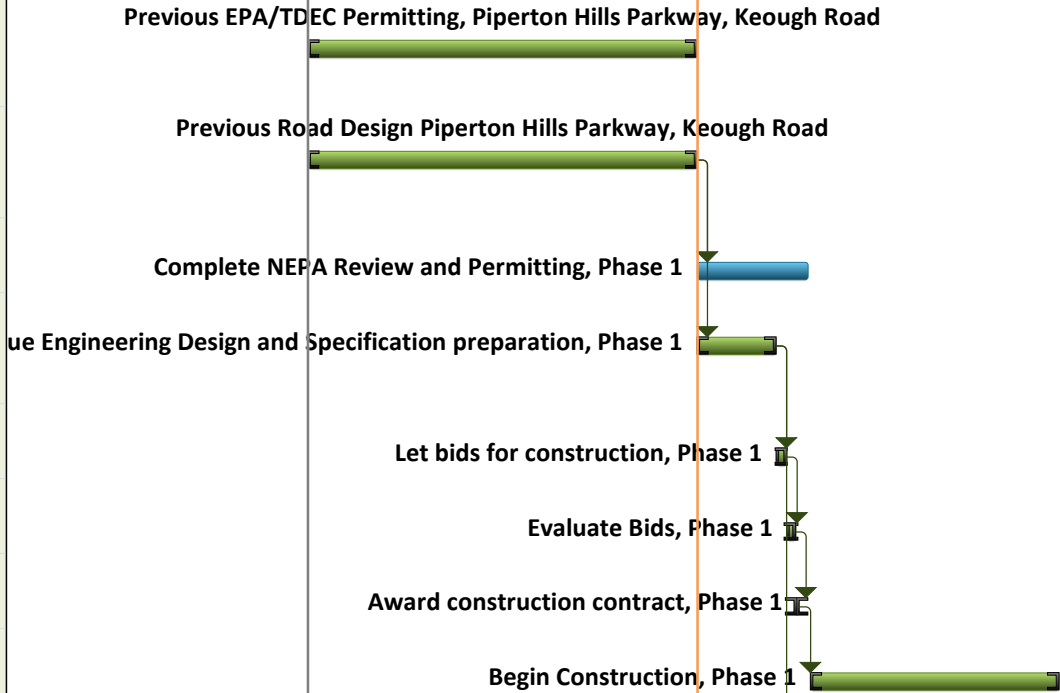 Previous EPA/TDEC Permitting, Piperton Hills Parkway, Keough Road
Previous Road Design Piperton Hills Parkway, Keough Road
Complete NEPA Review and Permitting, Phase 1
ue Engineering Design and Specification preparation, Phase 1
Let bids for construction, Phase 1
Evaluate Bids, Phase 1
Award construction contract, Phase 1
Begin Construction, Phase 1